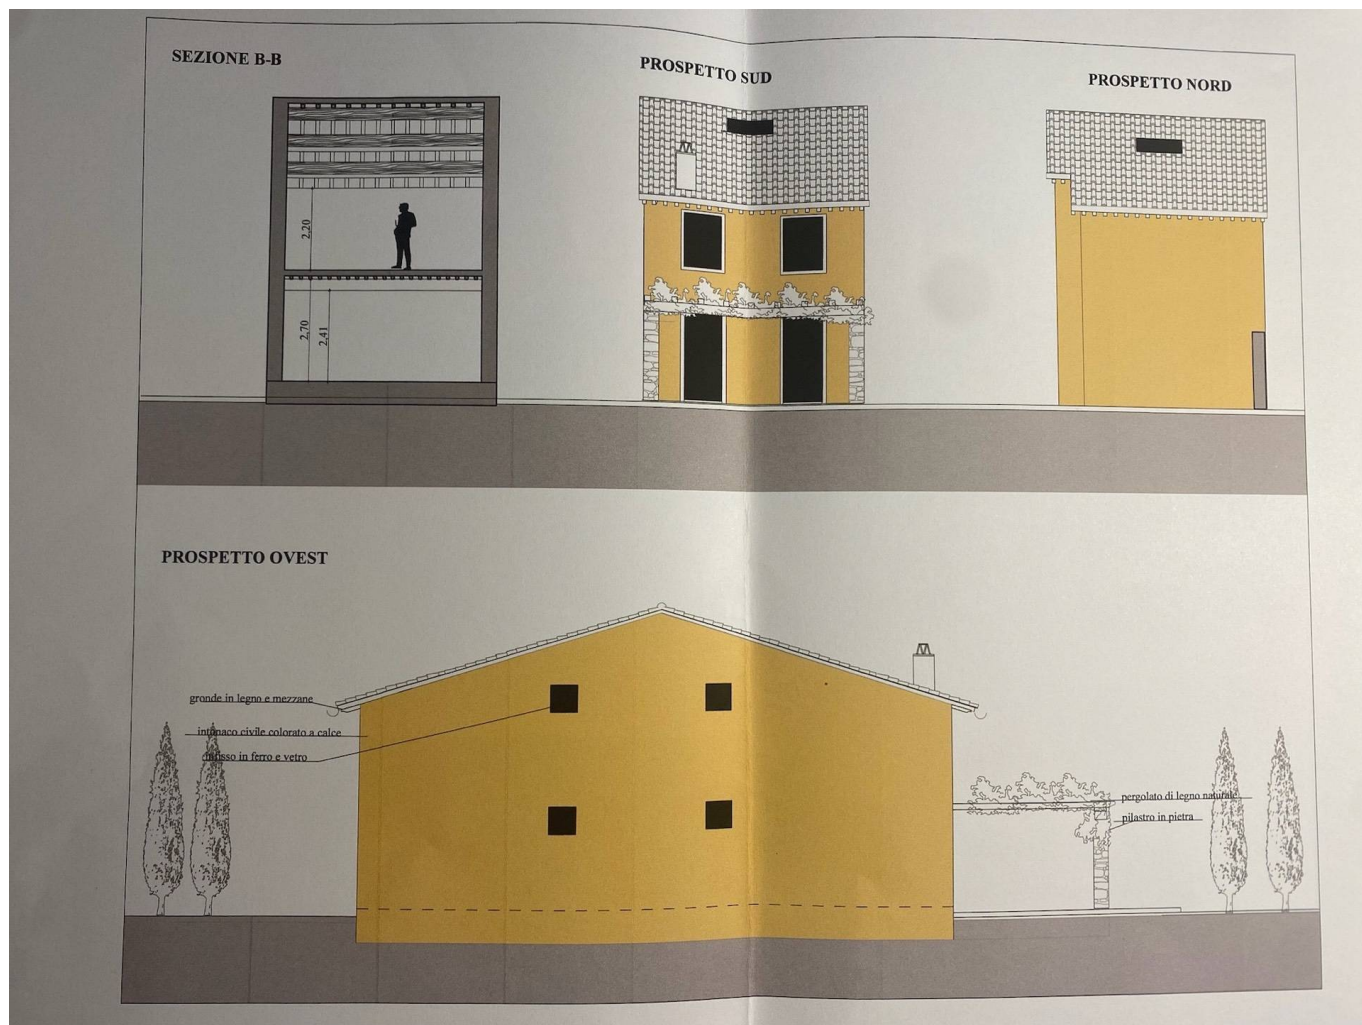 SEZIONE B-B
PROSPETTO SUD
PROSPETTO NORD
2,20
2,70
2,41
PROSPETTO OVEST
gronde in legno e mezzane
intonaco civile colorato a calce
infisso in ferro e vetro
pergolato di legno naturale
pilastro in pietra